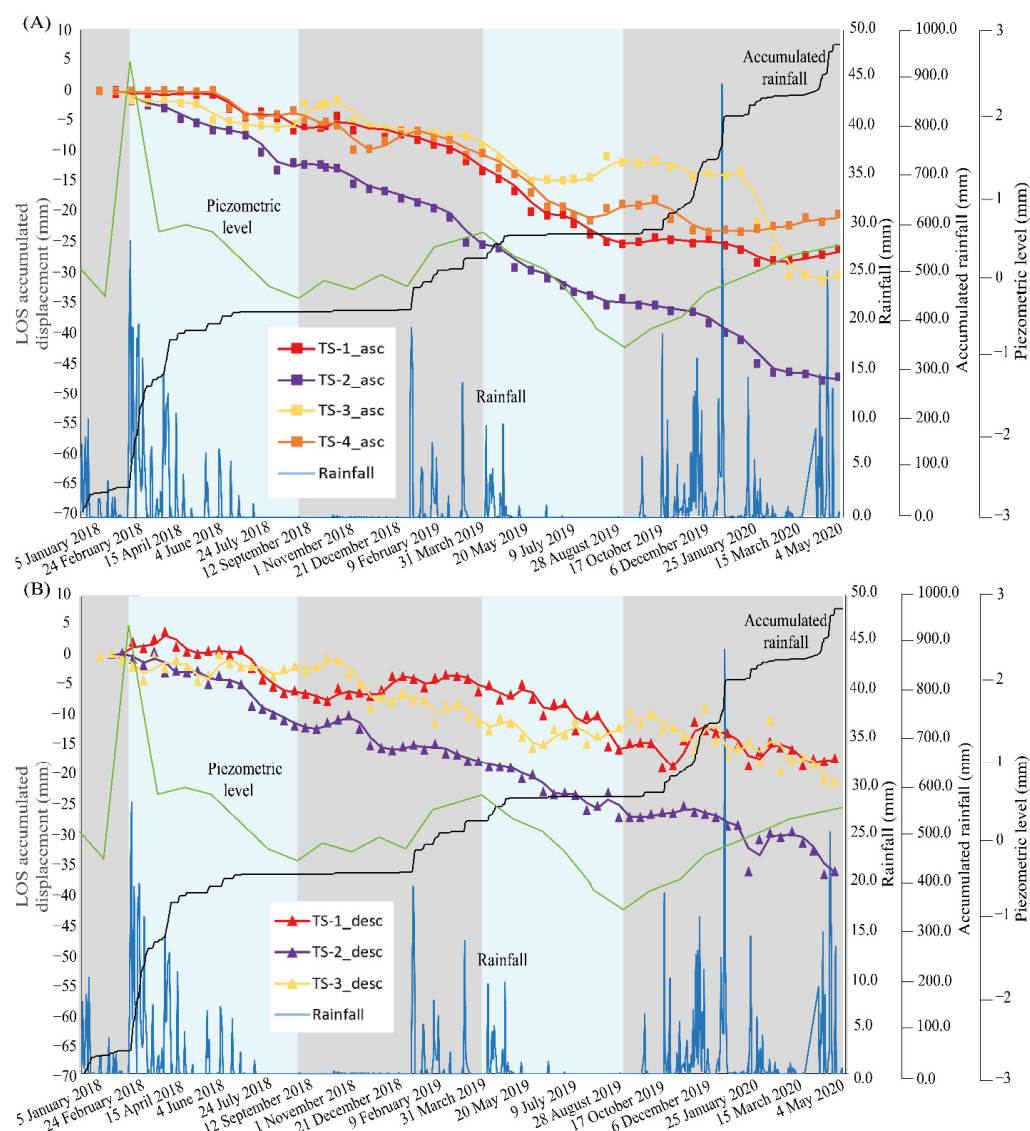 (A)
10
5
0
−5
−10
−15
−20
−25
−30
−35
−40
−45
−50
−55
−60
−65
−70
LOS accumulated
displacement (mm)
Piezometric
level
Accumulated
rainfall
Rainfall
TS-1_asc
TS-2_asc
TS-3_asc
TS-4_asc
Rainfall
50.0
45.0
40.0
35.0
30.0
25.0
20.0
15.0
10.0
5.0
0.0
Rainfall (mm)
1000.0
900.0
800.0
700.0
600.0
500.0
400.0
300.0
200.0
100.0
0.0
Accumulated rainfall (mm)
3
2
1
0
−1
−2
−3
Piezometric level (mm)
5 January 2018
24 February 2018
15 April 2018
4 June 2018
24 July 2018
12 September 2018
1 November 2018
21 December 2018
9 February 2019
31 March 2019
20 May 2019
9 July 2019
28 August 2019
17 October 2019
6 December 2019
25 January 2020
15 March 2020
4 May 2020
(B)
10
5
0
−5
−10
−15
−20
−25
−30
−35
−40
−45
−50
−55
−60
−65
−70
LOS accumulated
displacement (mm)
Piezometric
level
Accumulated
rainfall
Rainfall
TS-1_desc
TS-2_desc
TS-3_desc
Rainfall
50.0
45.0
40.0
35.0
30.0
25.0
20.0
15.0
10.0
5.0
0.0
Rainfall (mm)
1000.0
900.0
800.0
700.0
600.0
500.0
400.0
300.0
200.0
100.0
0.0
Accumulated rainfall (mm)
3
2
1
0
−1
−2
−3
Piezometric level (mm)
5 January 2018
24 February 2018
15 April 2018
4 June 2018
24 July 2018
12 September 2018
1 November 2018
21 December 2018
9 February 2019
31 March 2019
20 May 2019
9 July 2019
28 August 2019
17 October 2019
6 December 2019
25 January 2020
15 March 2020
4 May 2020